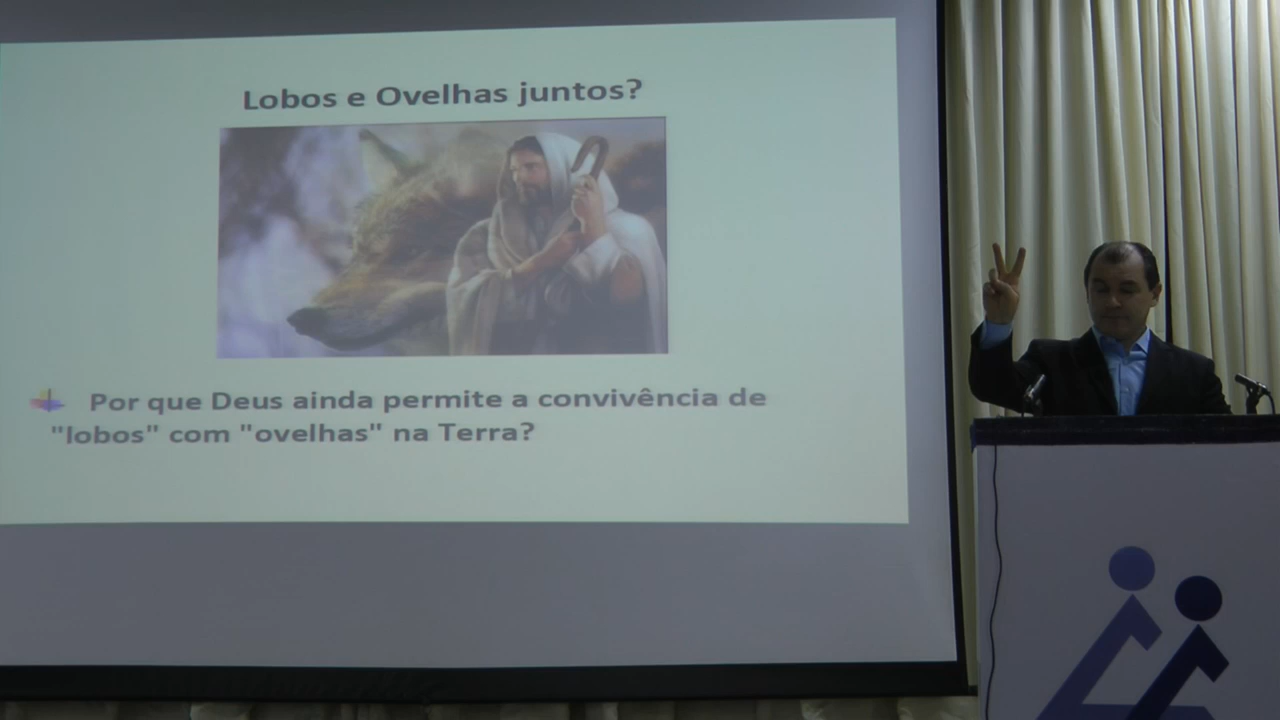 Lobos e Ovelhas juntos?
Por que Deus ainda permite a convivência de
"lobos" com "ovelhas" na Terra?